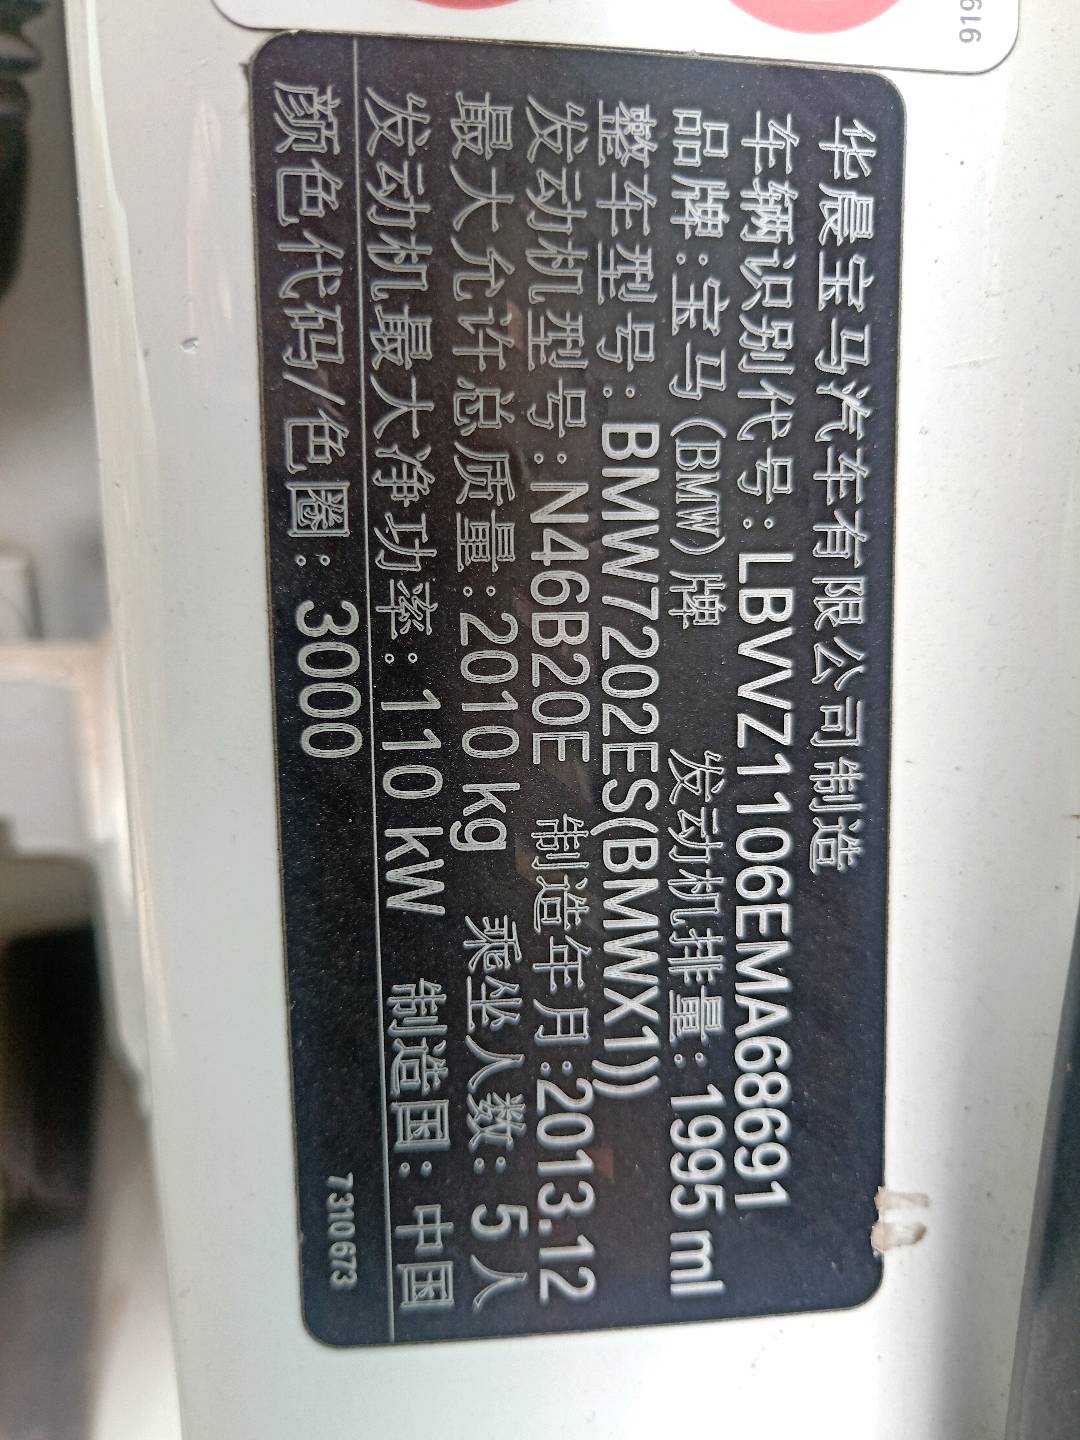 916
华晨宝马汽车有限公司制造
车辆识别代号: LBVVZ1106EMA68691
品牌:宝马(BMW)牌 发动机排量: 1995 ml
整车型号: BMW7202ES(BMWX1))
发动机型号: N46B20E 制造年月:2013.12
最大允许总质量: 2010 kg 乘坐人数: 5 人
发动机最大净功率: 110 kW 制造国: 中国
颜色代码/色圈: 3000
7310673